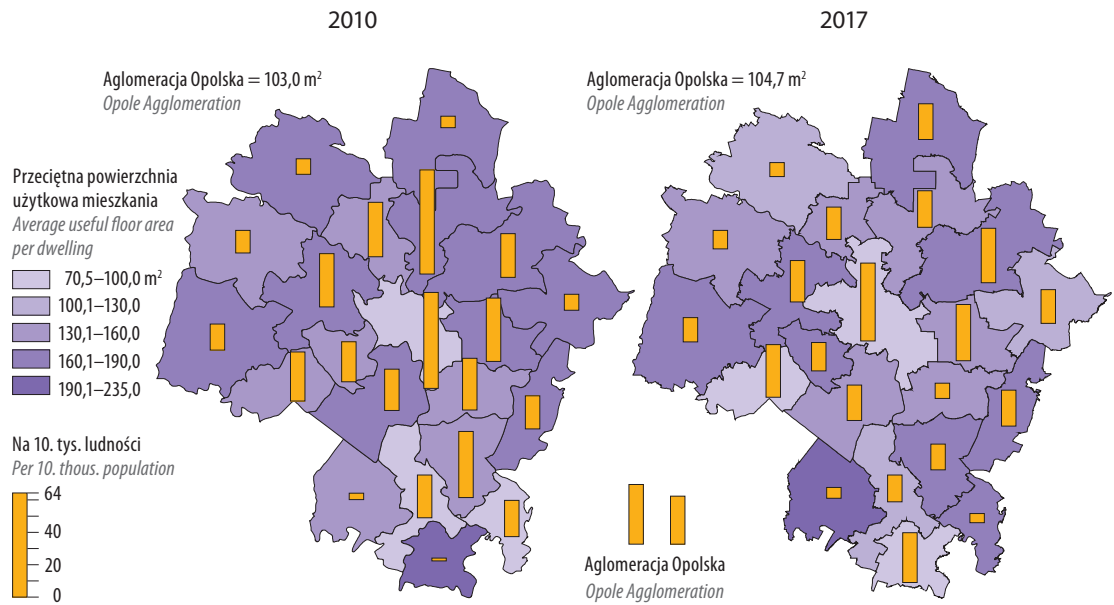 2010
2017
Aglomeracja Opolska = 103,0 m²
Opole Agglomeration
Aglomeracja Opolska = 104,7 m²
Opole Agglomeration
Przeciętna powierzchnia
użytkowa mieszkania
Average useful floor area
per dwelling
70,5–100,0 m²
100,1–130,0
130,1–160,0
160,1–190,0
190,1–235,0
Na 10. tys. ludności
Per 10. thous. population
64
40
20
0
Aglomeracja Opolska
Opole Agglomeration